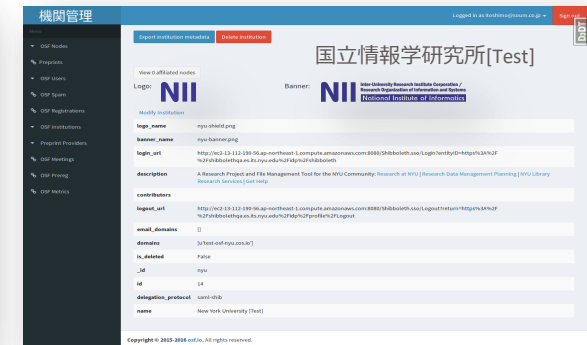 機関管理
Logged in as itoshimo@osum.co.jp
Sign out
Menu
DnDT
OSF Nodes
Preprints
OSF Users
OSF Spam
OSF Registrations
OSF Institutions
Preprint Providers
OSF Meetings
OSF Prereg
OSF Metrics
Export institution metadata
Delete institution
国立情報学研究所[Test]
View 0 affiliated nodes
Logo:
NII
Banner:
NII
Inter-University Research Institute Corporation /
Research Organization of Information and Systems
National Institute of Informatics
Modify Institution
logo_name nyu-shield.png
banner_name nyu-banner.png
login_url http://ec2-13-112-190-56.ap-northeast-1.compute.amazonaws.com:8080/Shibboleth.sso/Login?entityID=https%3A%2F
%2Fshibbolethqa.es.its.nyu.edu%2Fidp%2Fshibboleth
description A Research Project and File Management Tool for the NYU Community: Research at NYU | Research Data Management Planning | NYU Library
Research Services | Get Help
contributors
logout_url http://ec2-13-112-190-56.ap-northeast-1.compute.amazonaws.com:8080/Shibboleth.sso/Logout?return=https%3A%2F
%2Fshibbolethqa.es.its.nyu.edu%2Fidp%2Fprofile%2FLogout
email_domains []
domains [u'test-osf-nyu.cos.io']
is_deleted False
_id nyu
id 14
delegation_protocol saml-shib
name New York University [Test]
Copyright © 2015-2018 osf.io. All rights reserved.